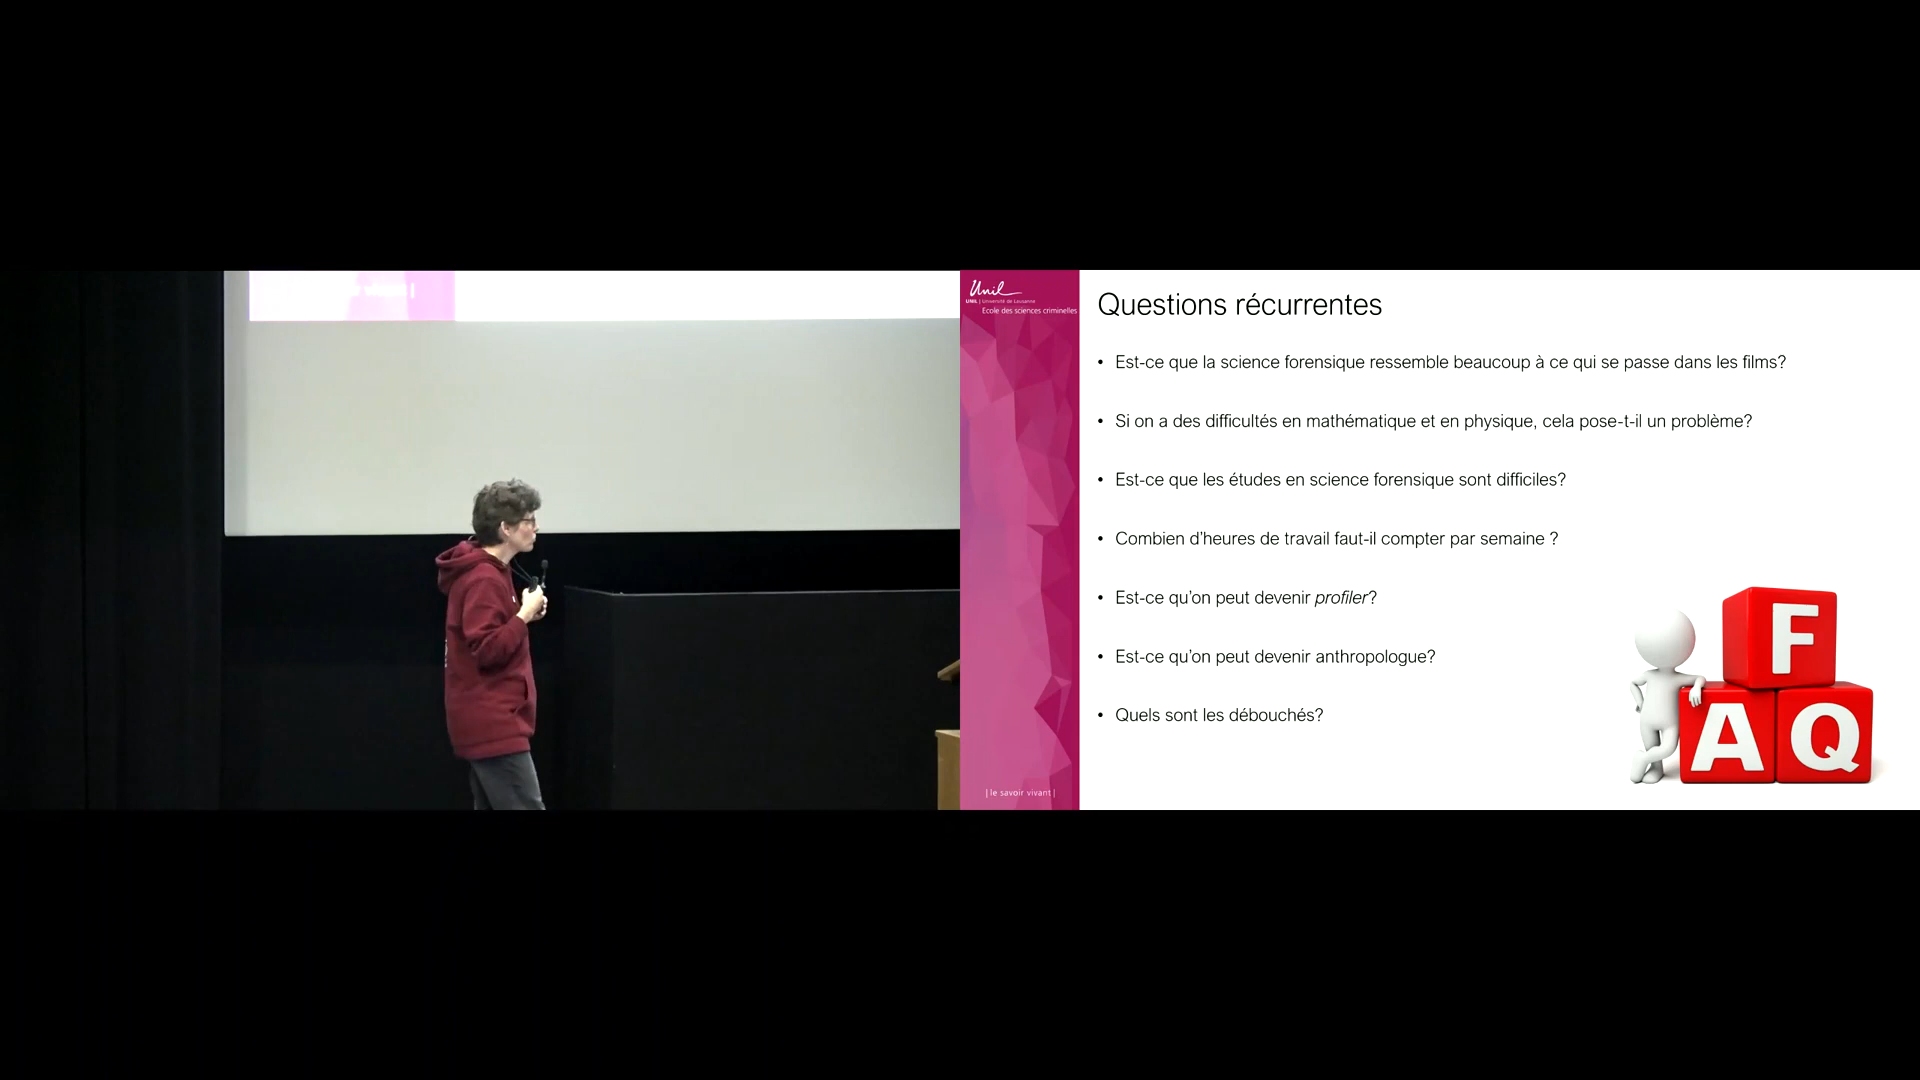 Unil
UNIL | Université de Lausanne
Ecole des sciences criminelles
Questions récurrentes
• Est-ce que la science forensique ressemble beaucoup à ce qui se passe dans les films?
• Si on a des difficultés en mathématique et en physique, cela pose-t-il un problème?
• Est-ce que les études en science forensique sont difficiles?
• Combien d'heures de travail faut-il compter par semaine ?
• Est-ce qu'on peut devenir profiler?
• Est-ce qu'on peut devenir anthropologue?
• Quels sont les débouchés?
F
A Q
| le savoir vivant |